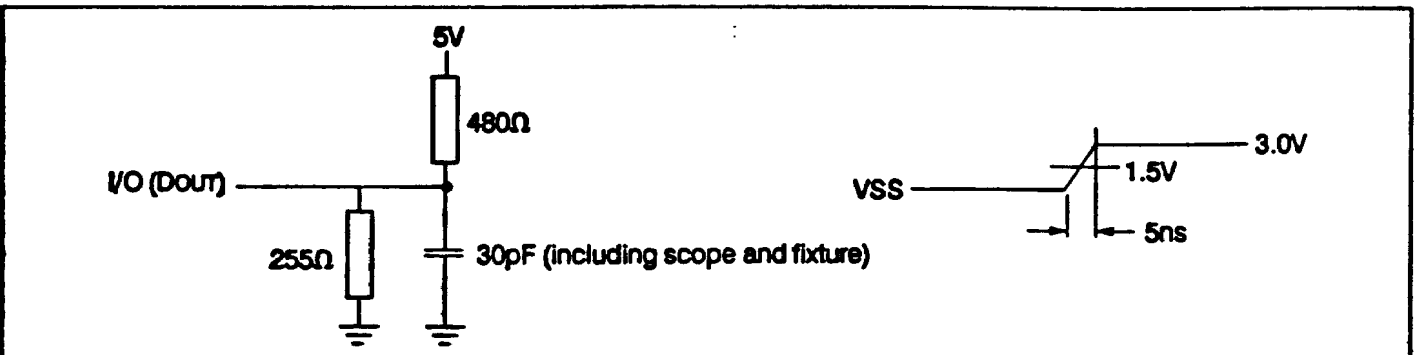 5V
480Ω
I/O (DOUT)
255Ω
30pF (including scope and fixture)
3.0V
1.5V
VSS
5ns